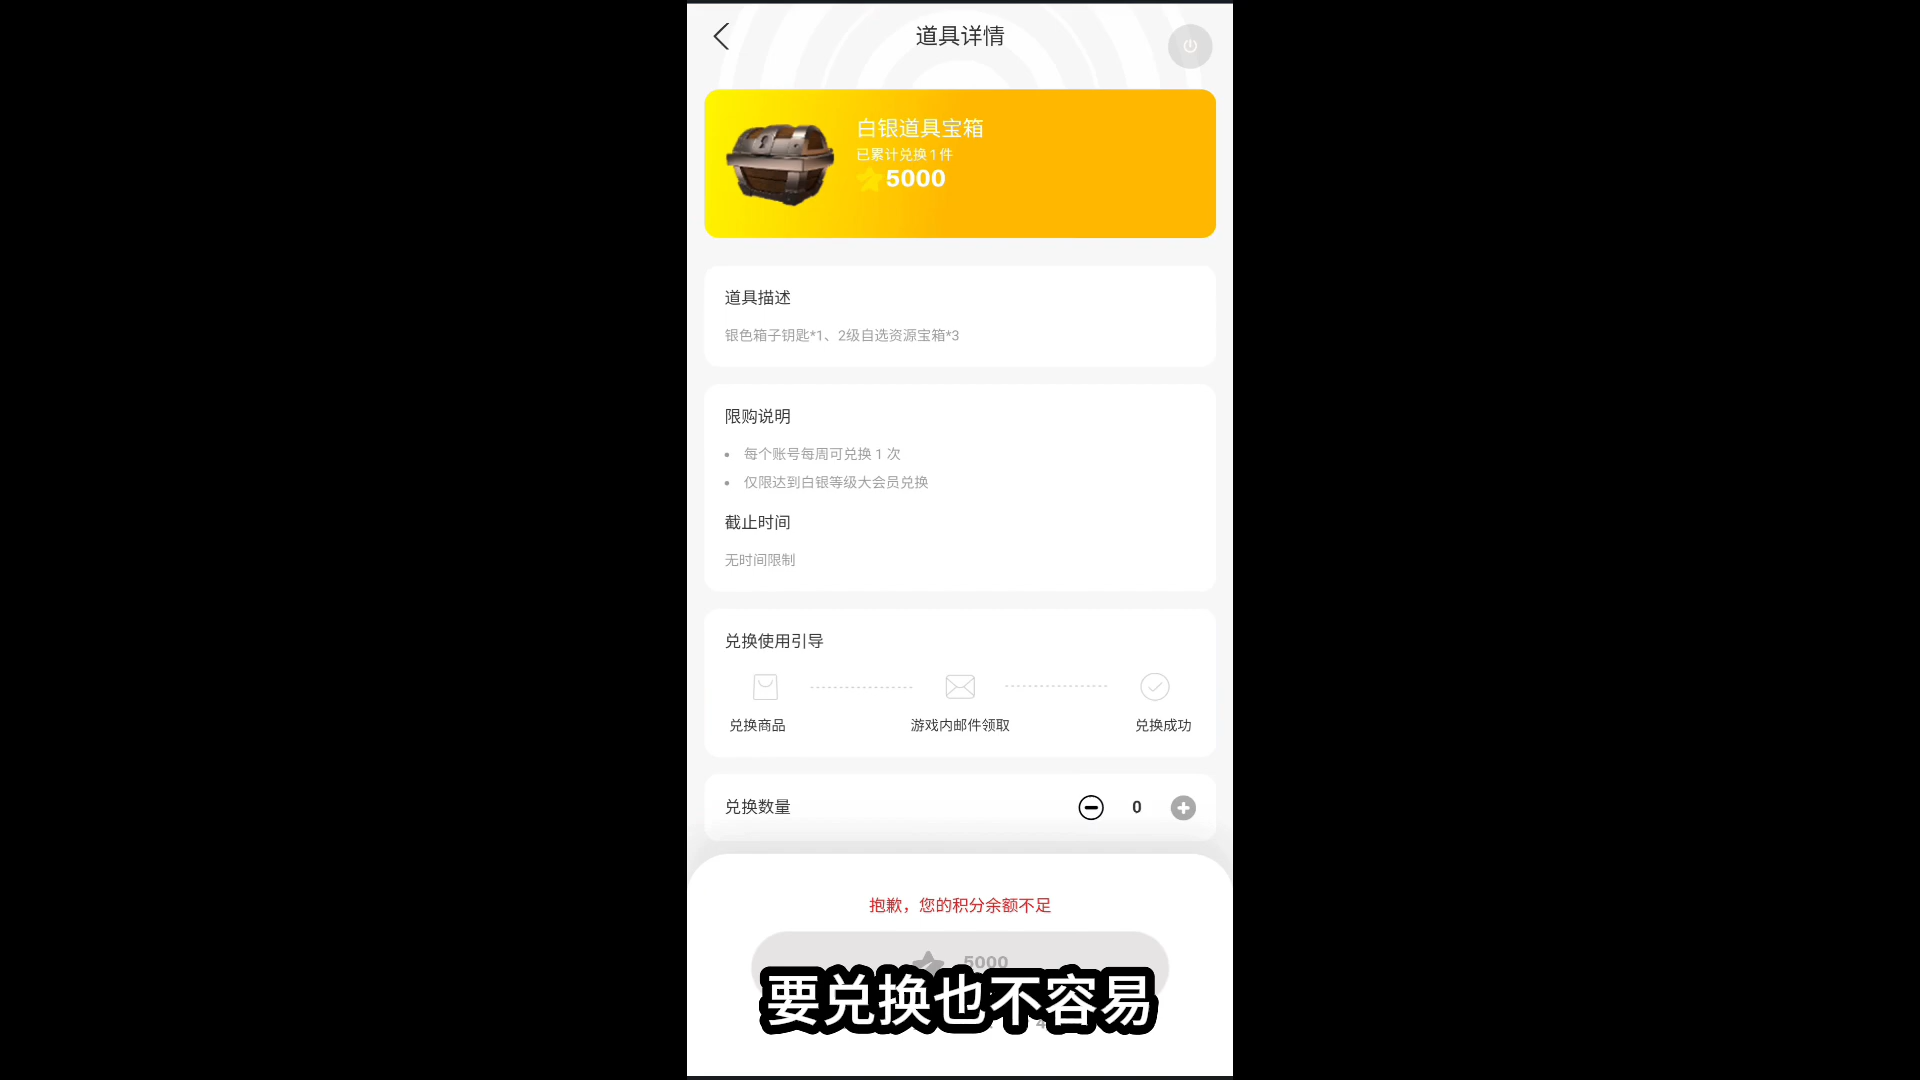 道具详情
白银道具宝箱
已累计兑换 1 件
5000
道具描述
银色箱子钥匙*1、2级自选资源宝箱*3
限购说明
• 每个账号每周可兑换 1 次
• 仅限达到白银等级大会员兑换
截止时间
无时间限制
兑换使用引导
兑换商品
游戏内邮件领取
兑换成功
兑换数量
0
抱歉，您的积分余额不足
5000
要兑换也不容易